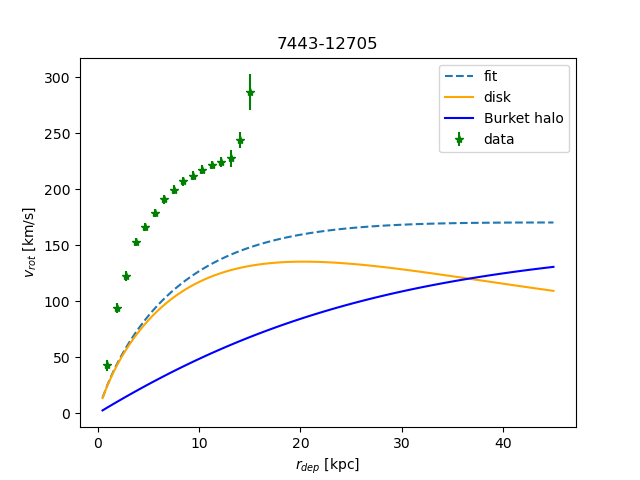 7443-12705
fit
disk
Burket halo
data
300
250
200
150
100
50
0
v_rot [km/s]
0 10 20 30 40
r_dep [kpc]